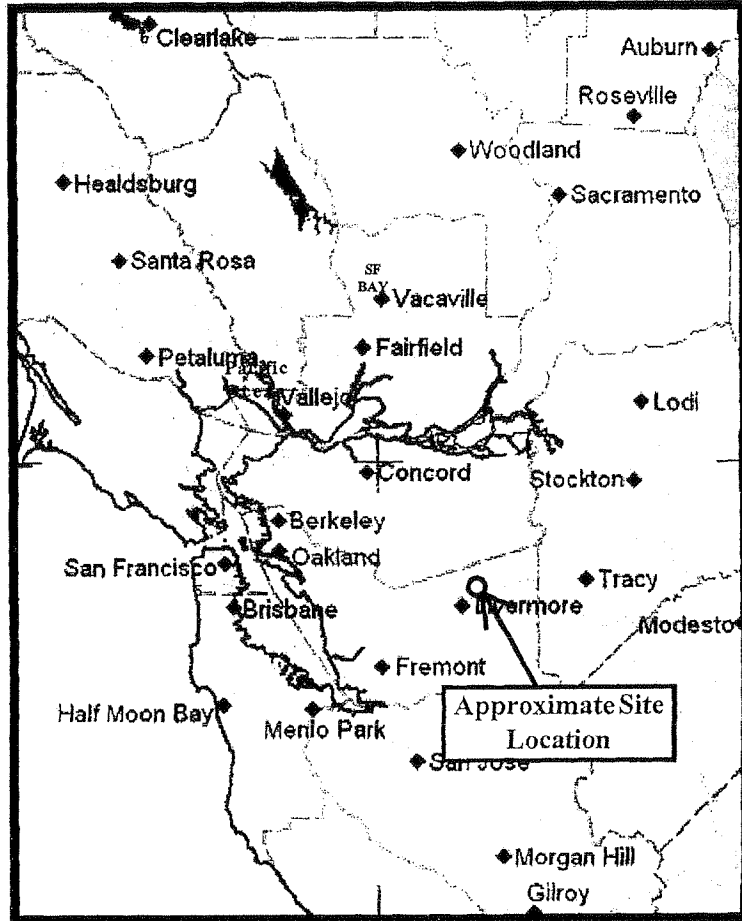 Clearlake
Auburn
Roseville
Woodland
Healdsburg
Sacramento
Santa Rosa
SF
BAY
Vacaville
Fairfield
Petaluma
Pacific
Vallejo
Lodi
Concord
Stockton
Berkeley
Oakland
San Francisco
Tracy
Brisbane
Modesto
Fremont
Half Moon Bay
Menlo Park
Approximate Site
Location
San Jose
Morgan Hill
Gilroy